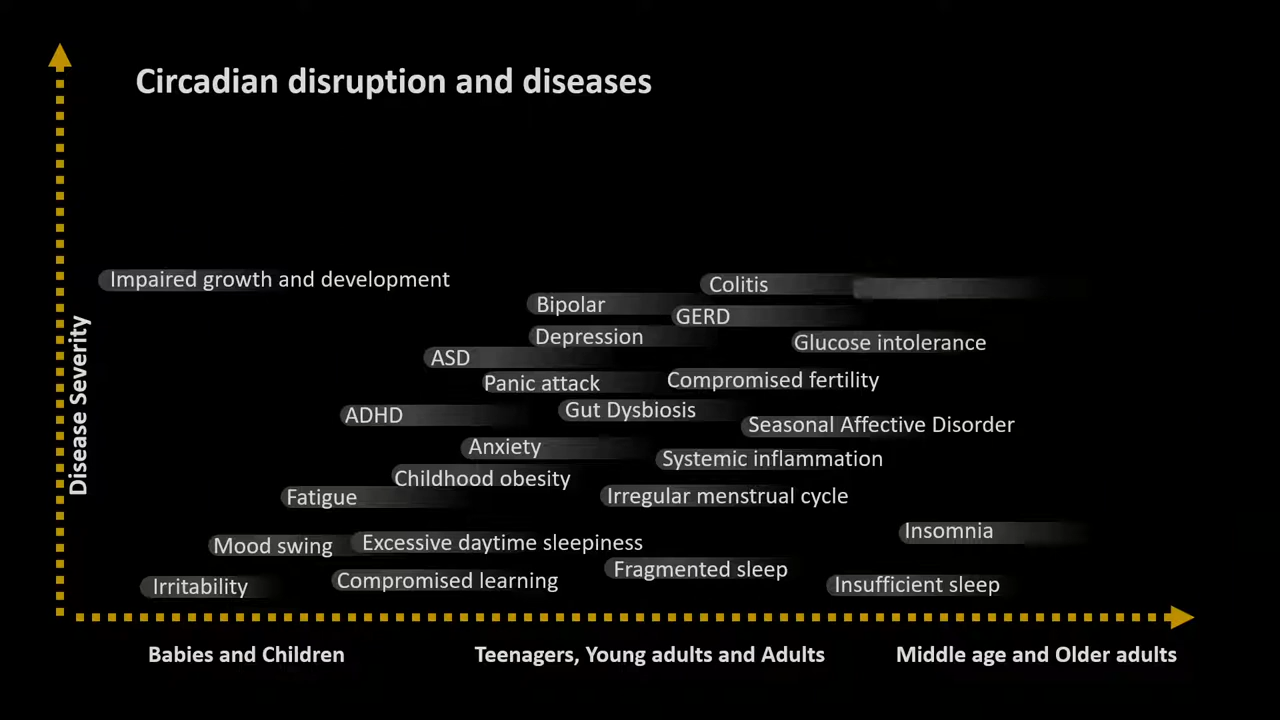 Circadian disruption and diseases
Impaired growth and development
Colitis
Bipolar
GERD
Depression
Glucose intolerance
ASD
Panic attack
Compromised fertility
ADHD
Gut Dysbiosis
Seasonal Affective Disorder
Anxiety
Systemic inflammation
Childhood obesity
Fatigue
Irregular menstrual cycle
Insomnia
Mood swing
Excessive daytime sleepiness
Fragmented sleep
Irritability
Compromised learning
Insufficient sleep
Disease Severity
Babies and Children
Teenagers, Young adults and Adults
Middle age and Older adults